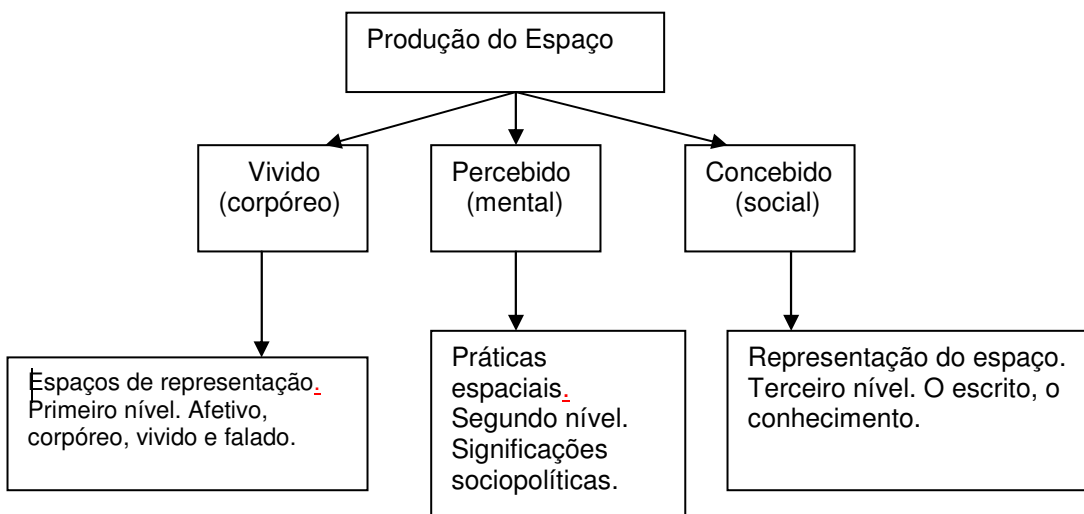 Produção do Espaço
Vivido
(corpóreo)
Percebido
(mental)
Concebido
(social)
Espaços de representação.
Primeiro nível. Afetivo,
corpóreo, vivido e falado.
Práticas
espaciais.
Segundo nível.
Significações
sociopolíticas.
Representação do espaço.
Terceiro nível. O escrito, o
conhecimento.